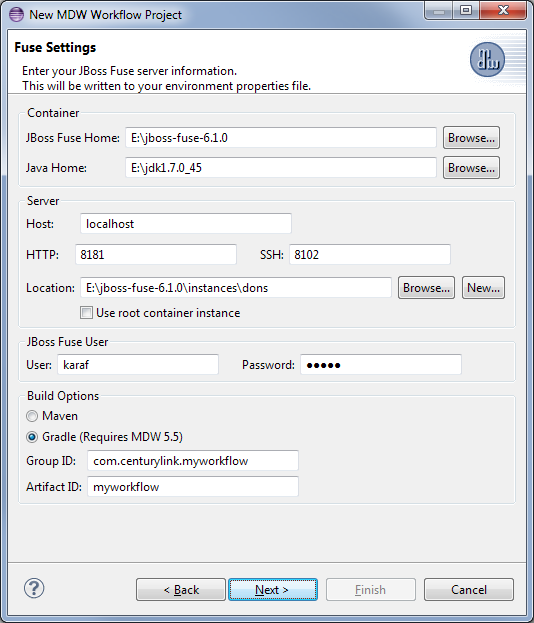 New MDW Workflow Project
Fuse Settings
Enter your JBoss Fuse server information.
This will be written to your environment properties file.
mdw
Container
JBoss Fuse Home: E:\jboss-fuse-6.1.0 Browse...
Java Home: E:\jdk1.7.0_45 Browse...
Server
Host: localhost
HTTP: 8181 SSH: 8102
Location: E:\jboss-fuse-6.1.0\instances\dons Browse... New...
Use root container instance
JBoss Fuse User
User: karaf Password: ●●●●●
Build Options
Maven
Gradle (Requires MDW 5.5)
Group ID: com.centurylink.myworkflow
Artifact ID: myworkflow
? < Back Next > Finish Cancel